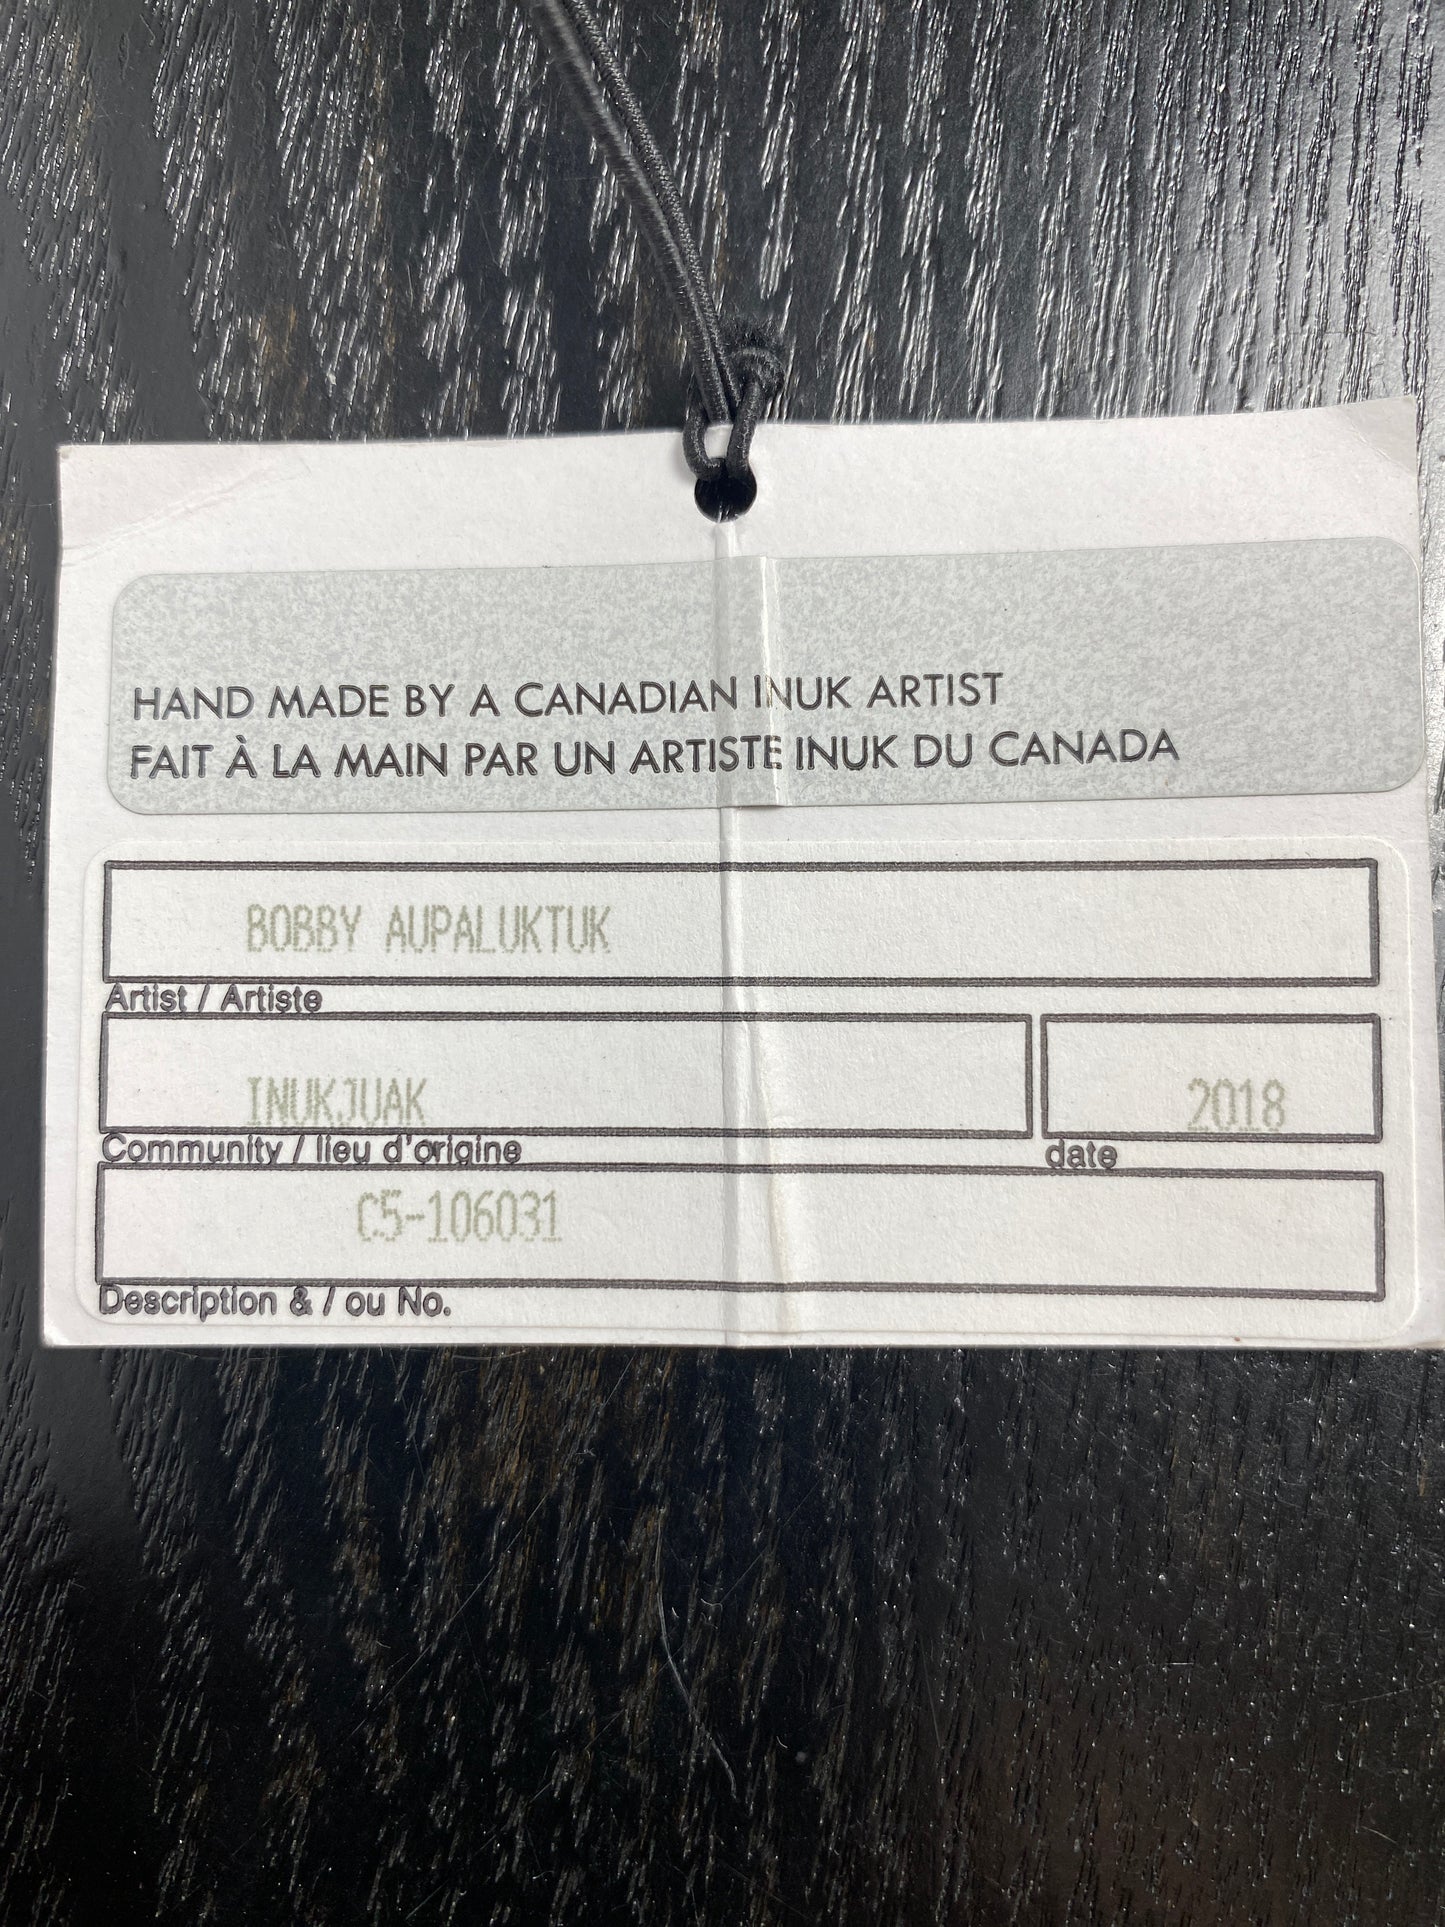 HAND MADE BY A CANADIAN INUK ARTIST
FAIT À LA MAIN PAR UN ARTISTE INUK DU CANADA
BOBBY AUPALUKTUK
Artist / Artiste
INUKJUAK
2018
Community / lieu d'origine
date
C5-106031
Description & / ou No.